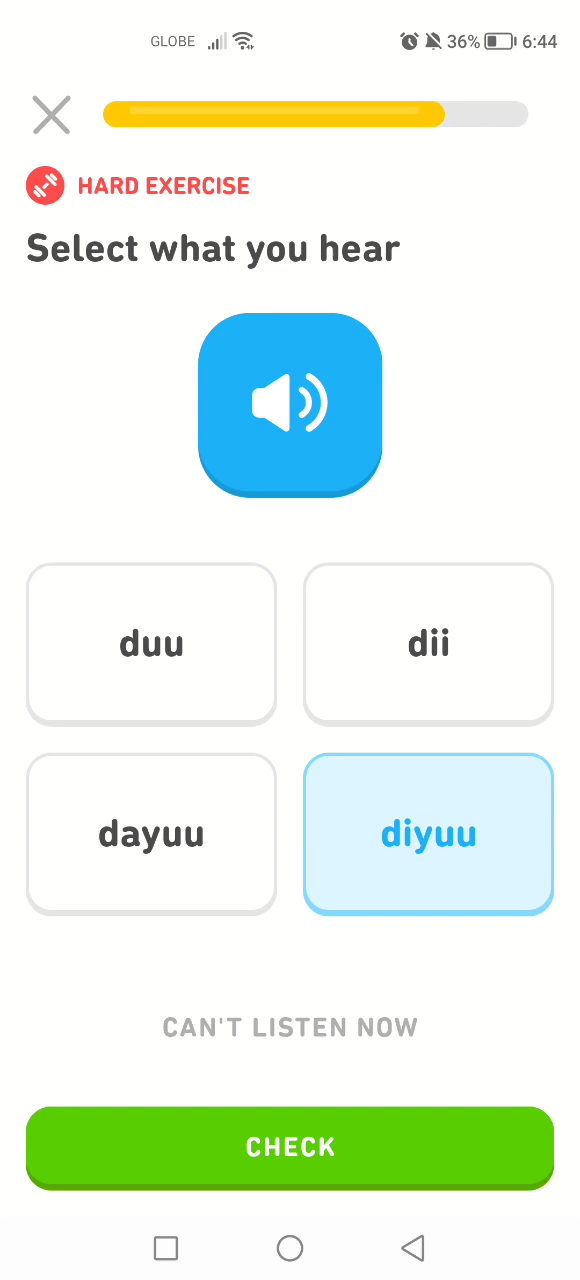 GLOBE 36% 6:44
HARD EXERCISE
Select what you hear
duu dii
dayuu diyuu
CAN'T LISTEN NOW
CHECK